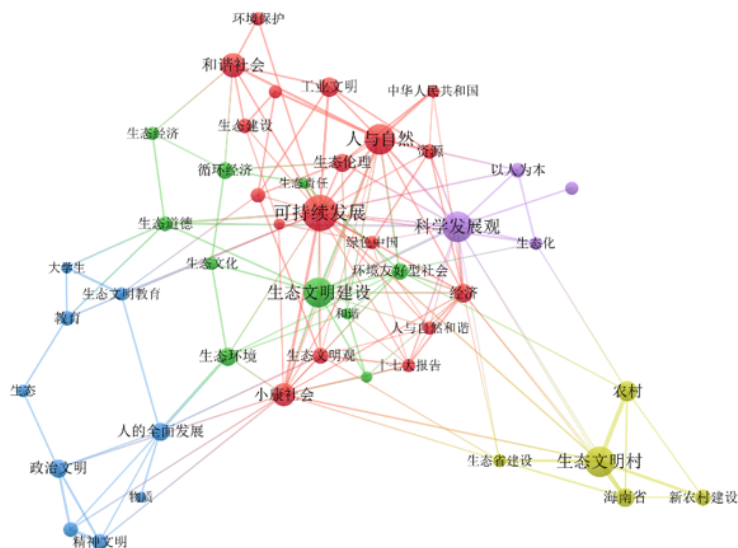 环境保护
和谐社会
工业文明
中华人民共和国
生态建设
生态经济
人与自然
资源
生态伦理
循环经济
以人为本
生态责任
可持续发展
生态道德
科学发展观
绿色中国
生态化
生态文化
大学生
环境友好型社会
生态文明教育
生态文明建设
经济
教育
和谐
人与自然和谐
生态环境
生态文明观
十七大报告
生态
小康社会
农村
人的全面发展
生态省建设
生态文明村
政治文明
物质
海南省
新农村建设
精神文明